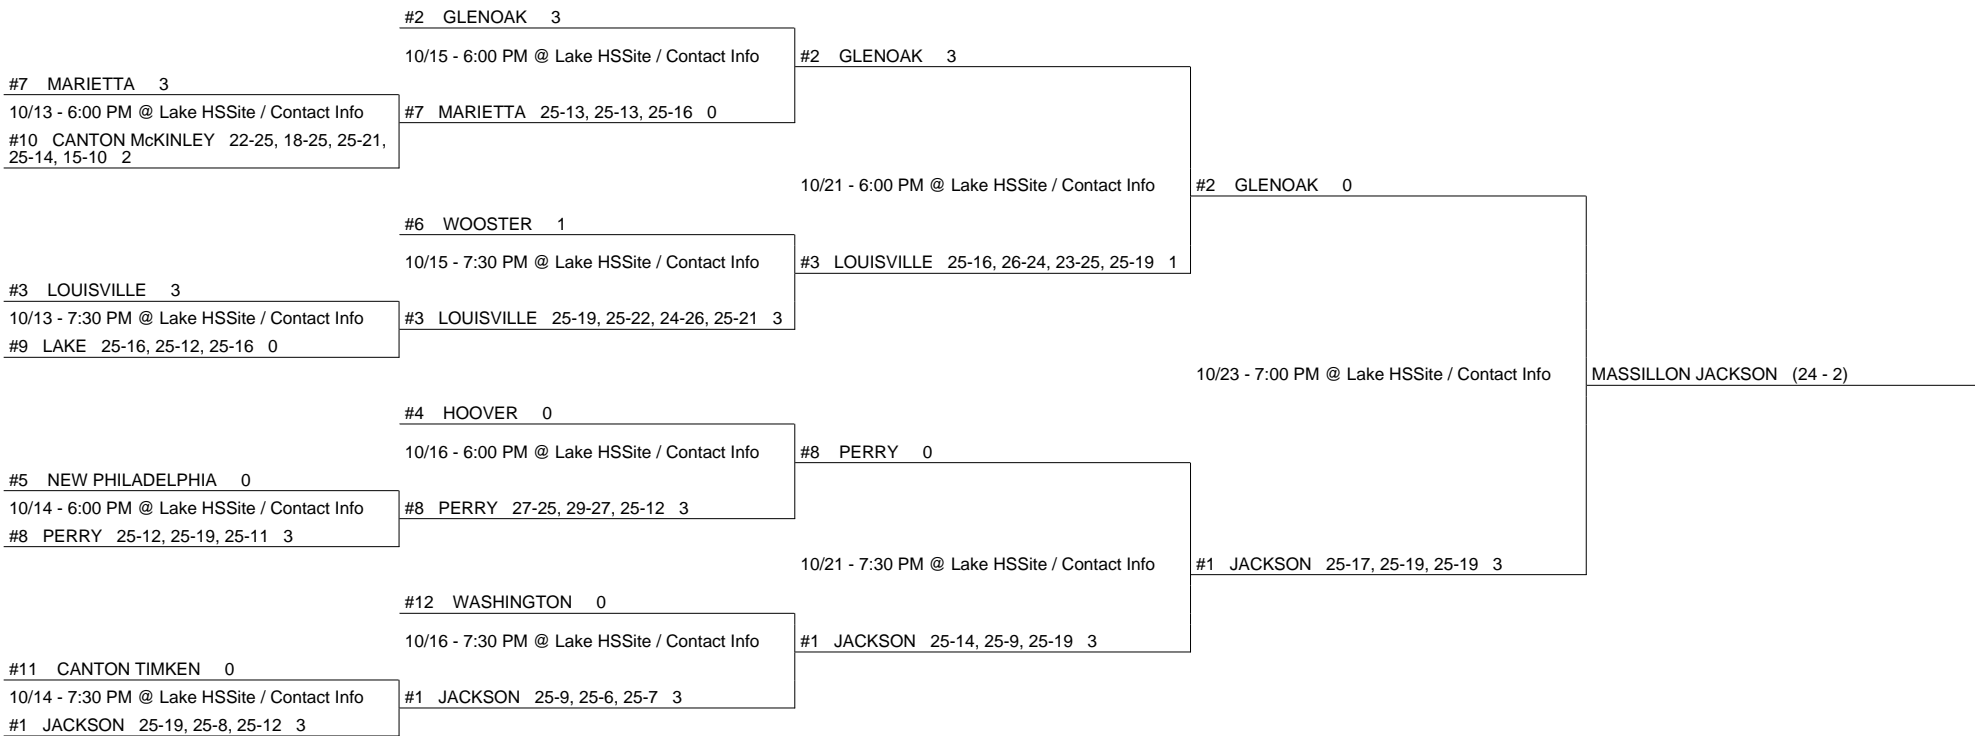 #2 GLENOAK 3
10/15 - 6:00 PM @ Lake HSSite / Contact Info
#2 GLENOAK 3
#7 MARIETTA 3
10/13 - 6:00 PM @ Lake HSSite / Contact Info
#7 MARIETTA 25-13, 25-13, 25-16 0
#10 CANTON McKINLEY 22-25, 18-25, 25-21,
25-14, 15-10 2
10/21 - 6:00 PM @ Lake HSSite / Contact Info
#2 GLENOAK 0
#6 WOOSTER 1
10/15 - 7:30 PM @ Lake HSSite / Contact Info
#3 LOUISVILLE 25-16, 26-24, 23-25, 25-19 1
#3 LOUISVILLE 3
10/13 - 7:30 PM @ Lake HSSite / Contact Info
#3 LOUISVILLE 25-19, 25-22, 24-26, 25-21 3
#9 LAKE 25-16, 25-12, 25-16 0
10/23 - 7:00 PM @ Lake HSSite / Contact Info
MASSILLON JACKSON (24 - 2)
#4 HOOVER 0
10/16 - 6:00 PM @ Lake HSSite / Contact Info
#8 PERRY 0
#5 NEW PHILADELPHIA 0
10/14 - 6:00 PM @ Lake HSSite / Contact Info
#8 PERRY 27-25, 29-27, 25-12 3
#8 PERRY 25-12, 25-19, 25-11 3
10/21 - 7:30 PM @ Lake HSSite / Contact Info
#1 JACKSON 25-17, 25-19, 25-19 3
#12 WASHINGTON 0
10/16 - 7:30 PM @ Lake HSSite / Contact Info
#1 JACKSON 25-14, 25-9, 25-19 3
#11 CANTON TIMKEN 0
10/14 - 7:30 PM @ Lake HSSite / Contact Info
#1 JACKSON 25-9, 25-6, 25-7 3
#1 JACKSON 25-19, 25-8, 25-12 3